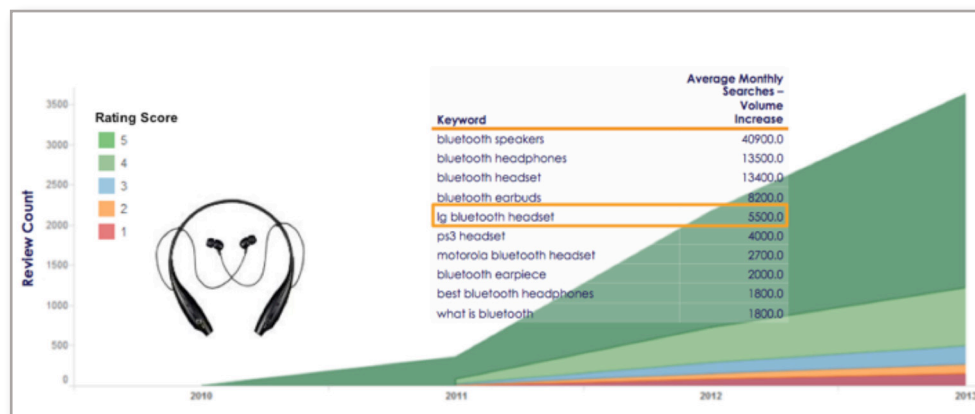 Average Monthly
Searches –
Volume
Keyword Increase
bluetooth speakers 40900.0
bluetooth headphones 13500.0
bluetooth headset 13400.0
bluetooth earbuds 8200.0
lg bluetooth headset 5500.0
ps3 headset 4000.0
motorola bluetooth headset 2700.0
bluetooth earpiece 2000.0
best bluetooth headphones 1800.0
what is bluetooth 1800.0
Rating Score
5
4
3
2
1
Review Count
3500
3000
2500
2000
1500
1000
500
0
2010 2011 2012 2013